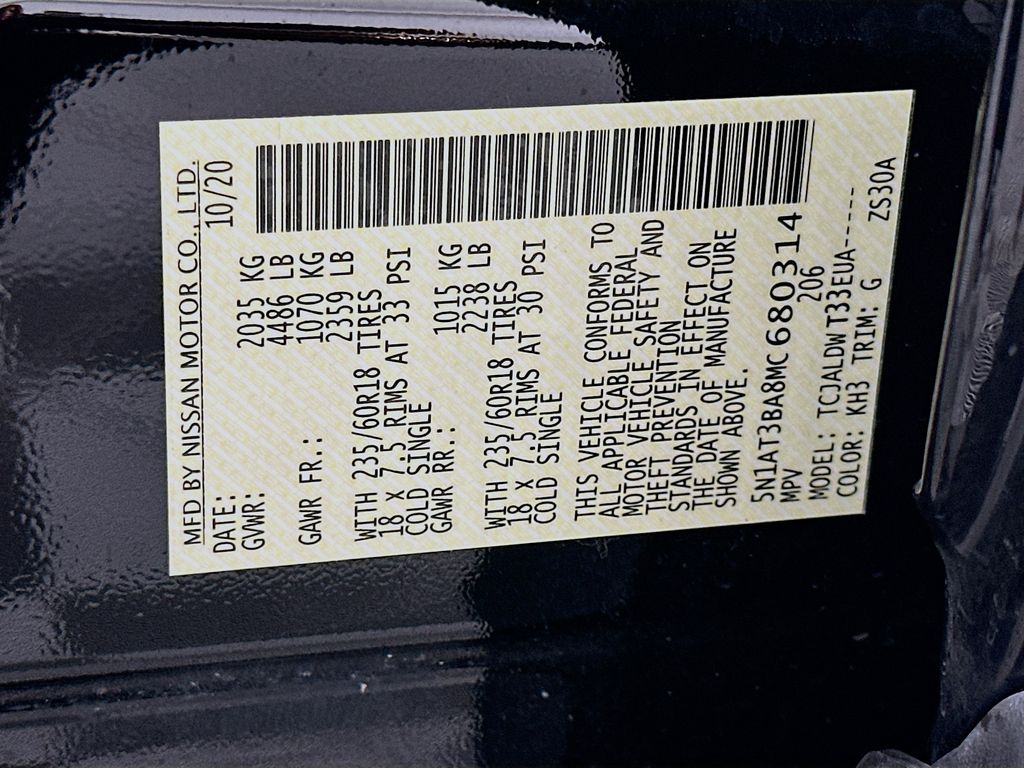 MFD BY NISSAN MOTOR CO., LTD.
DATE: 10/20
GVWR: 2035 KG
4486 LB
GAWR FR.: 1070 KG
2359 LB
WITH 235/60R18 TIRES
18 X 7.5 RIMS AT 33 PSI
COLD SINGLE
GAWR RR.: 1015 KG
2238 LB
WITH 235/60R18 TIRES
18 X 7.5 RIMS AT 30 PSI
COLD SINGLE
THIS VEHICLE CONFORMS TO
ALL APPLICABLE FEDERAL
MOTOR VEHICLE SAFETY AND
THEFT PREVENTION
STANDARDS IN EFFECT ON
THE DATE OF MANUFACTURE
SHOWN ABOVE.
5N1AT3BA8MC680314
MPV 206
MODEL: TCJALDWT33EUA-----
COLOR: KH3 TRIM: G ZS30A